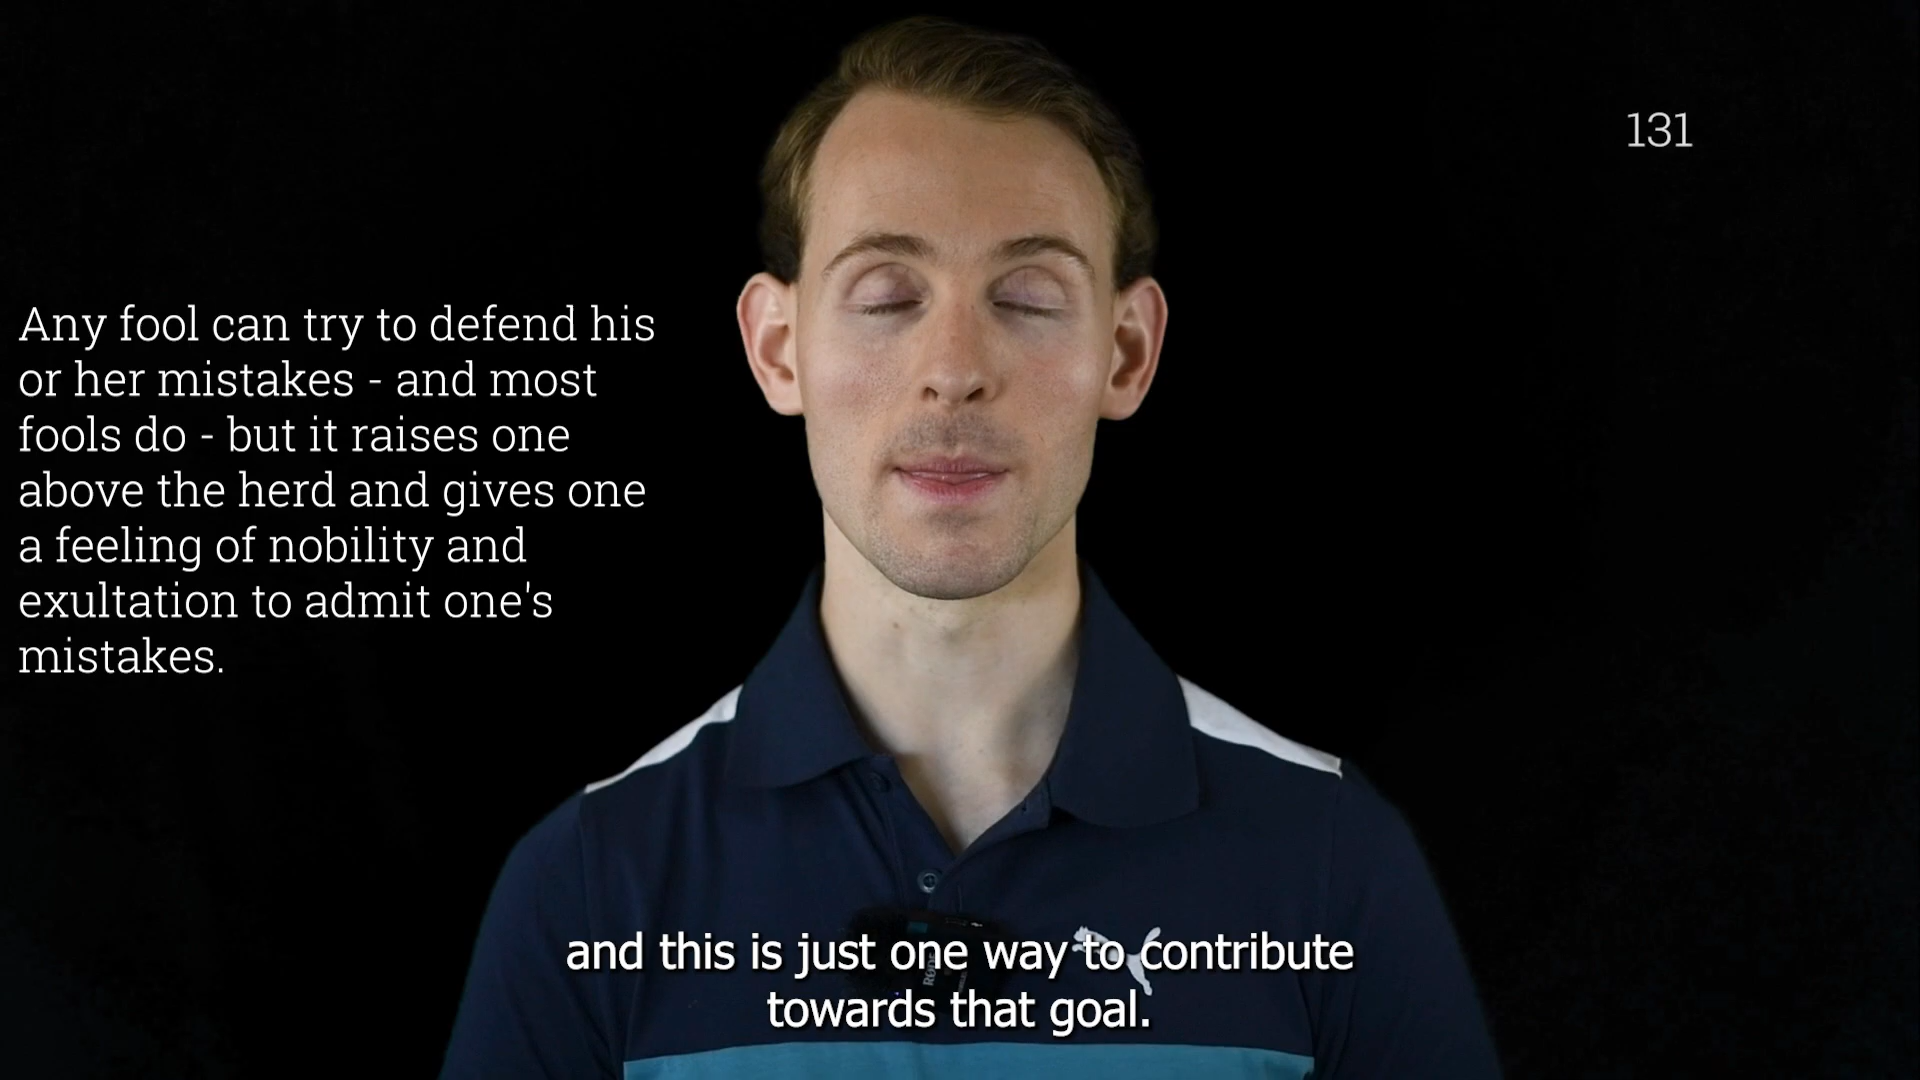 131
Any fool can try to defend his
or her mistakes - and most
fools do - but it raises one
above the herd and gives one
a feeling of nobility and
exultation to admit one's
mistakes.
and this is just one way to contribute
towards that goal.